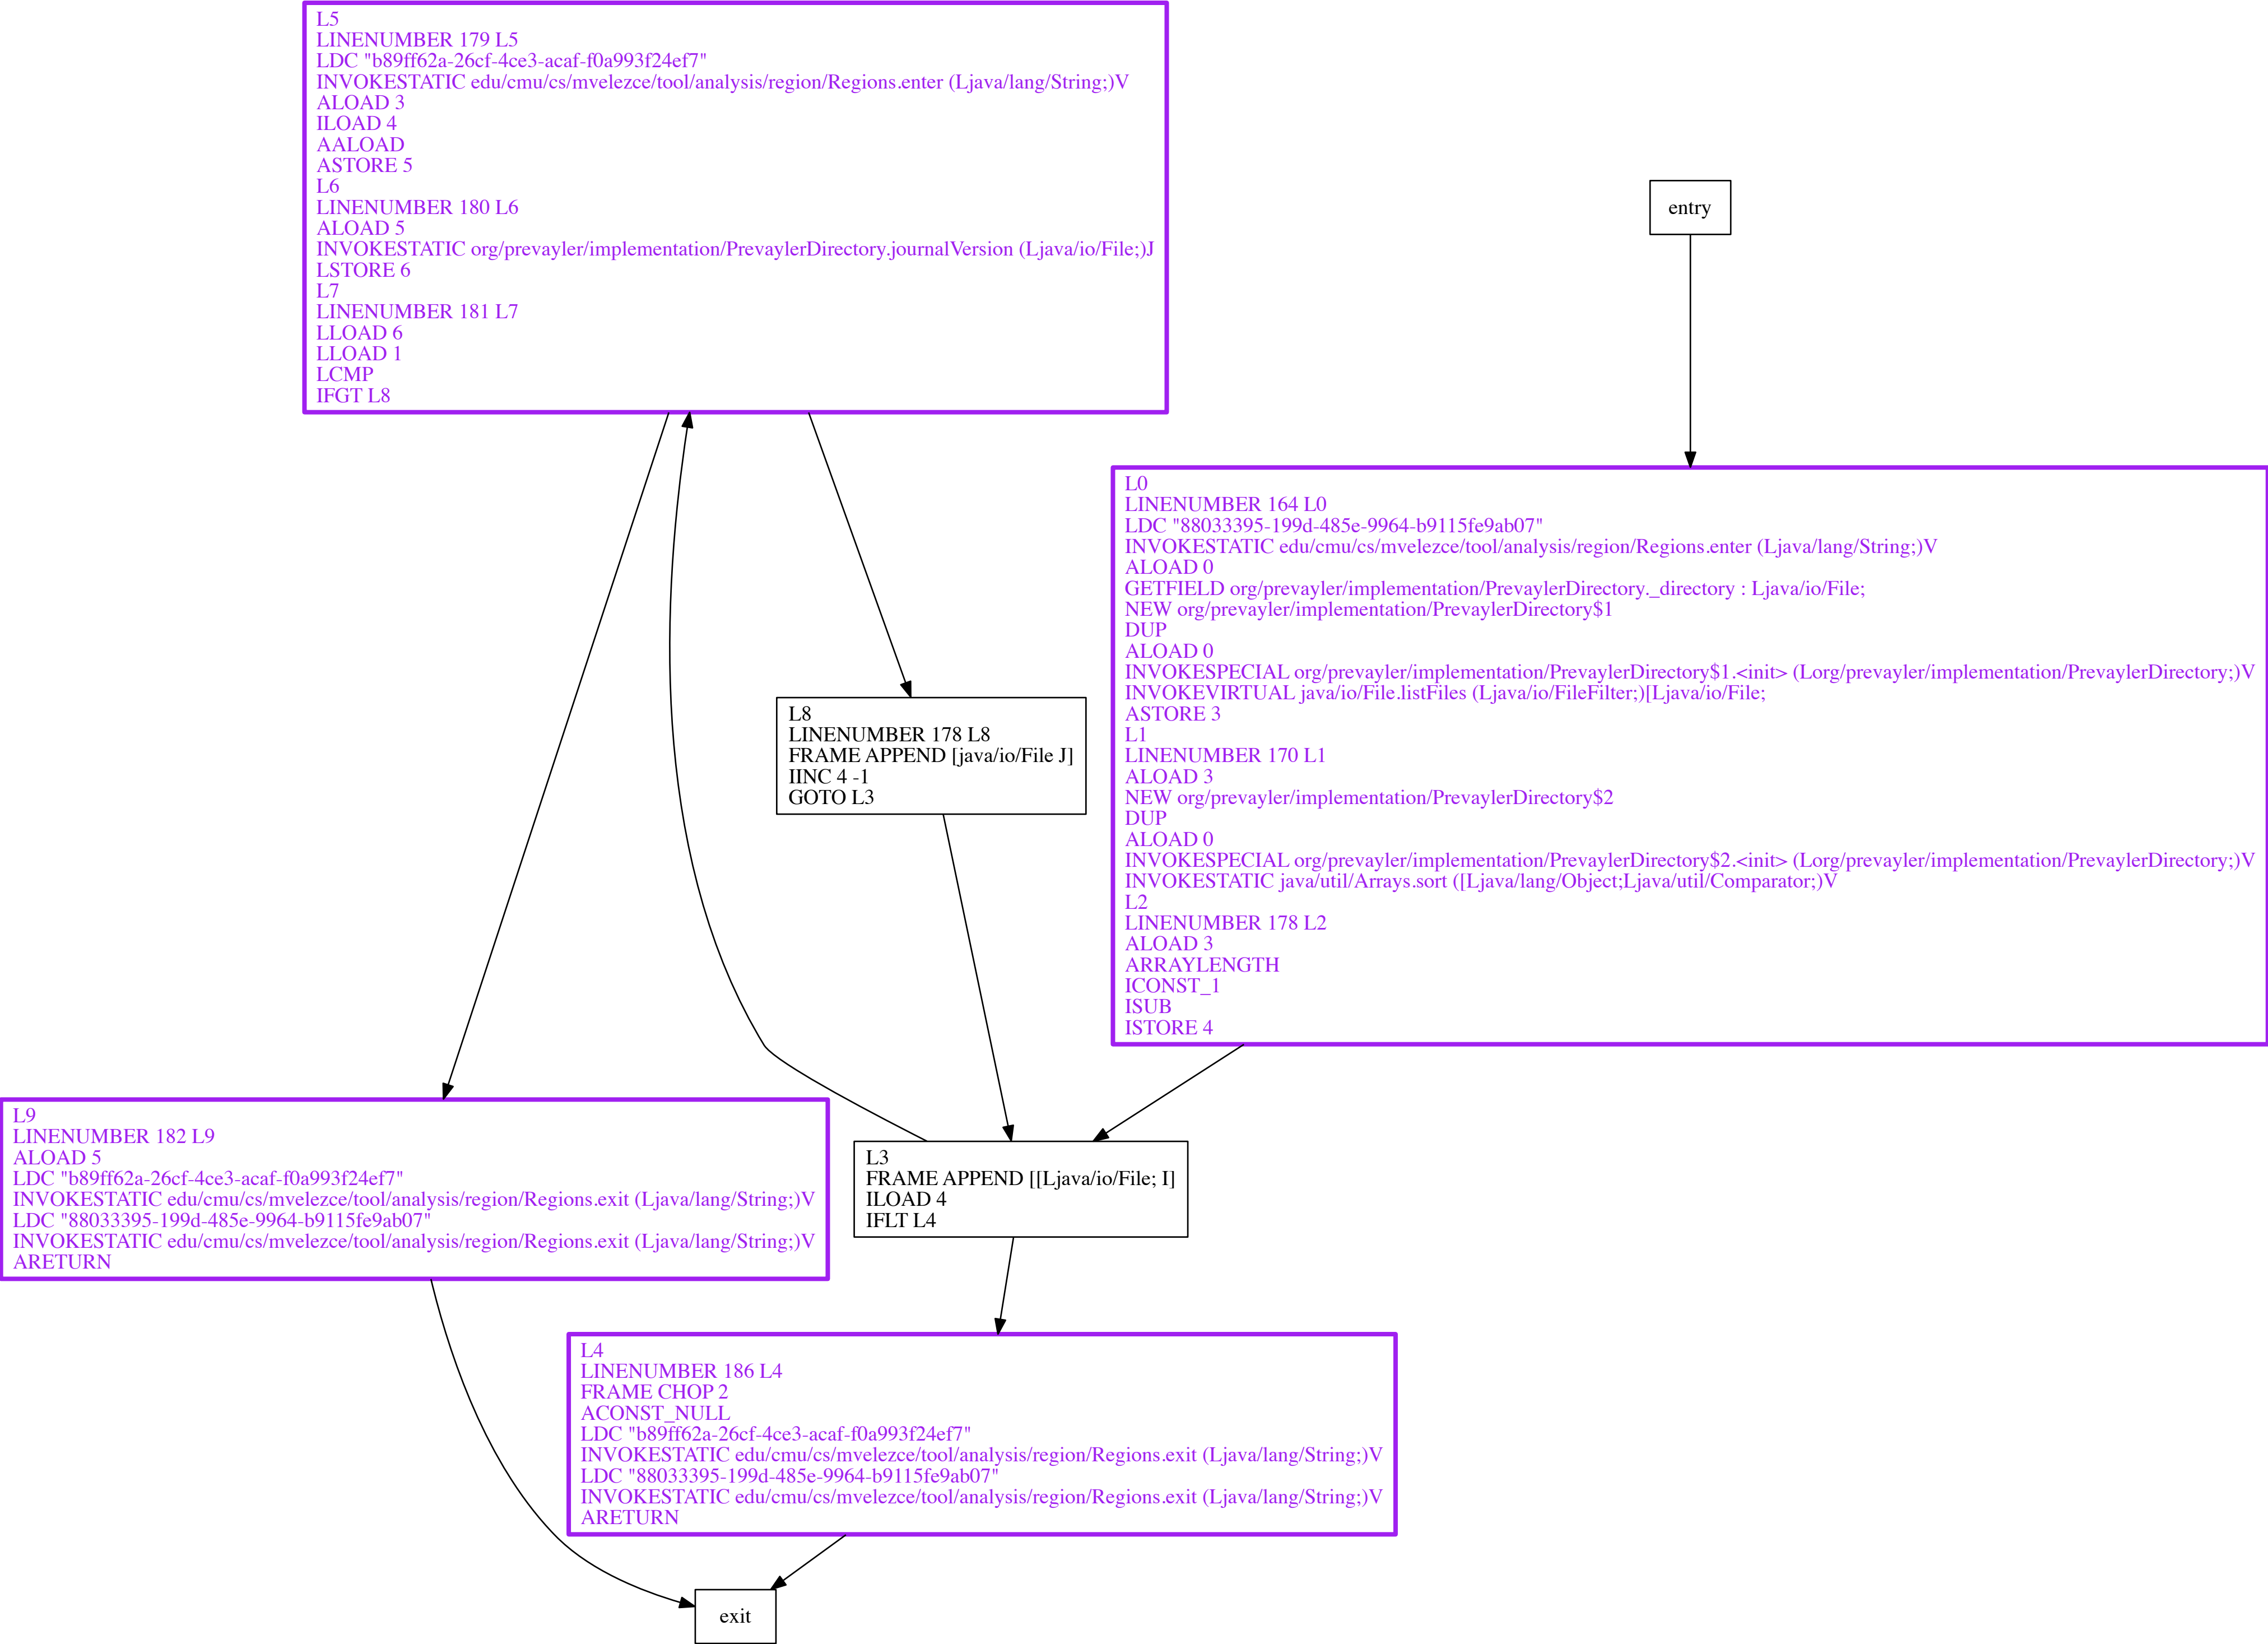 L5
LINENUMBER 179 L5
LDC "b89ff62a-26cf-4ce3-acaf-f0a993f24ef7"
INVOKESTATIC edu/cmu/cs/mvelezce/tool/analysis/region/Regions.enter (Ljava/lang/String;)V
ALOAD 3
ILOAD 4
AALOAD
ASTORE 5
L6
LINENUMBER 180 L6
ALOAD 5
INVOKESTATIC org/prevayler/implementation/PrevaylerDirectory.journalVersion (Ljava/io/File;)J
LSTORE 6
L7
LINENUMBER 181 L7
LLOAD 6
LLOAD 1
LCMP
IFGT L8
entry
L0
LINENUMBER 164 L0
LDC "88033395-199d-485e-9964-b9115fe9ab07"
INVOKESTATIC edu/cmu/cs/mvelezce/tool/analysis/region/Regions.enter (Ljava/lang/String;)V
ALOAD 0
GETFIELD org/prevayler/implementation/PrevaylerDirectory._directory : Ljava/io/File;
NEW org/prevayler/implementation/PrevaylerDirectory$1
DUP
ALOAD 0
INVOKESPECIAL org/prevayler/implementation/PrevaylerDirectory$1.<init> (Lorg/prevayler/implementation/PrevaylerDirectory;)V
INVOKEVIRTUAL java/io/File.listFiles (Ljava/io/FileFilter;)[Ljava/io/File;
ASTORE 3
L1
LINENUMBER 170 L1
ALOAD 3
NEW org/prevayler/implementation/PrevaylerDirectory$2
DUP
ALOAD 0
INVOKESPECIAL org/prevayler/implementation/PrevaylerDirectory$2.<init> (Lorg/prevayler/implementation/PrevaylerDirectory;)V
INVOKESTATIC java/util/Arrays.sort ([Ljava/lang/Object;Ljava/util/Comparator;)V
L2
LINENUMBER 178 L2
ALOAD 3
ARRAYLENGTH
ICONST_1
ISUB
ISTORE 4
L8
LINENUMBER 178 L8
FRAME APPEND [java/io/File J]
IINC 4 -1
GOTO L3
L9
LINENUMBER 182 L9
ALOAD 5
LDC "b89ff62a-26cf-4ce3-acaf-f0a993f24ef7"
INVOKESTATIC edu/cmu/cs/mvelezce/tool/analysis/region/Regions.exit (Ljava/lang/String;)V
LDC "88033395-199d-485e-9964-b9115fe9ab07"
INVOKESTATIC edu/cmu/cs/mvelezce/tool/analysis/region/Regions.exit (Ljava/lang/String;)V
ARETURN
L3
FRAME APPEND [[Ljava/io/File; I]
ILOAD 4
IFLT L4
L4
LINENUMBER 186 L4
FRAME CHOP 2
ACONST_NULL
LDC "b89ff62a-26cf-4ce3-acaf-f0a993f24ef7"
INVOKESTATIC edu/cmu/cs/mvelezce/tool/analysis/region/Regions.exit (Ljava/lang/String;)V
LDC "88033395-199d-485e-9964-b9115fe9ab07"
INVOKESTATIC edu/cmu/cs/mvelezce/tool/analysis/region/Regions.exit (Ljava/lang/String;)V
ARETURN
exit